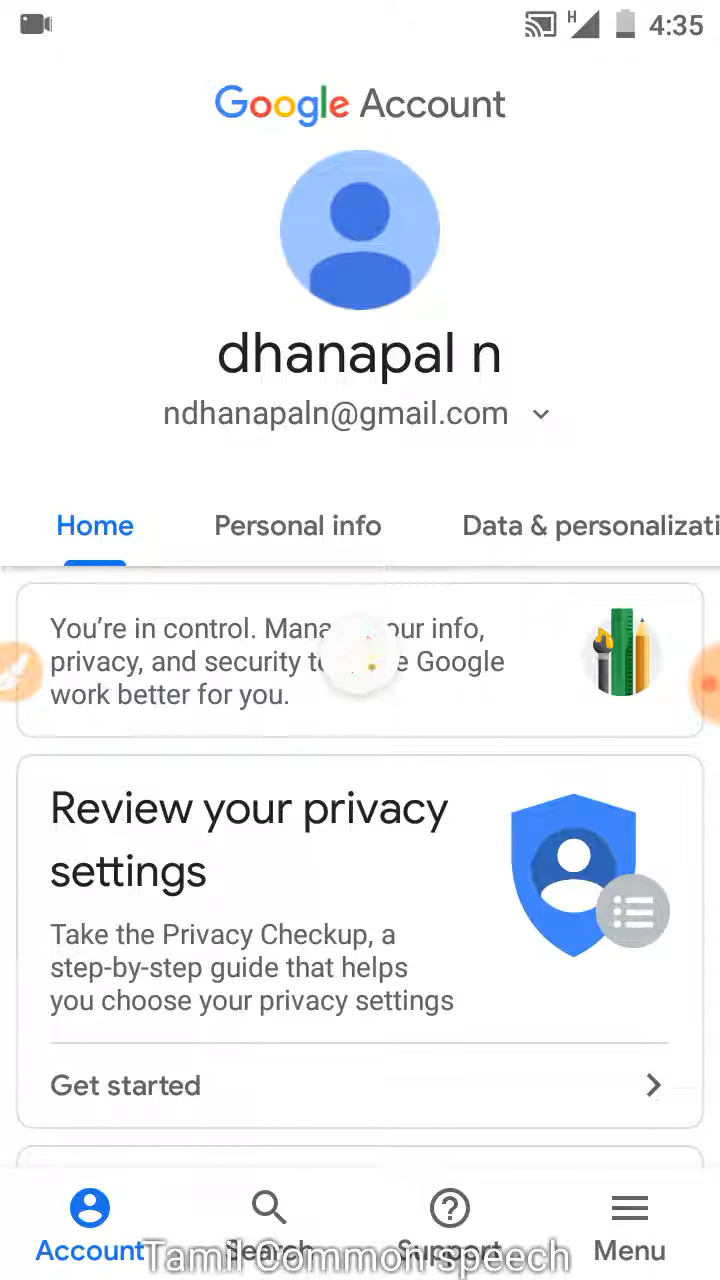 H 4:35
Google Account
dhanapal n
ndhanapaln@gmail.com
Home Personal info Data & personalizati
You're in control. Mana our info,
privacy, and security t e Google
work better for you.
Review your privacy
settings
Take the Privacy Checkup, a
step-by-step guide that helps
you choose your privacy settings
Get started
Account Search Support Menu
Tamil Common speech